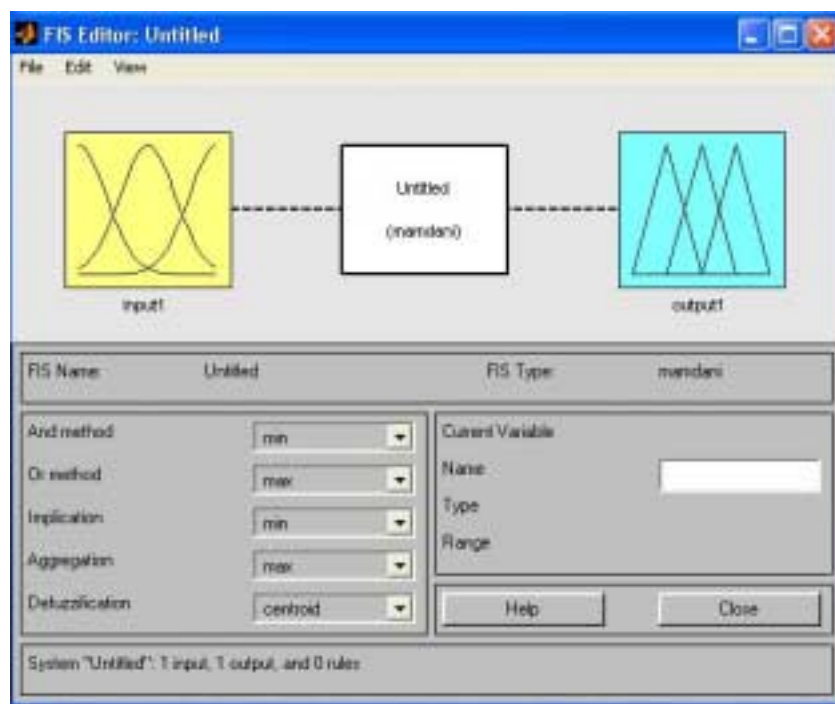 FIS Editor: Untitled
File Edit View
Untitled
(mamdani)
input1
output1
FIS Name: Untitled FIS Type: mamdani
And method min
Or method max
Implication min
Aggregation max
Defuzzification centroid
Current Variable
Name
Type
Range
Help Close
System "Untitled": 1 input, 1 output, and 0 rules